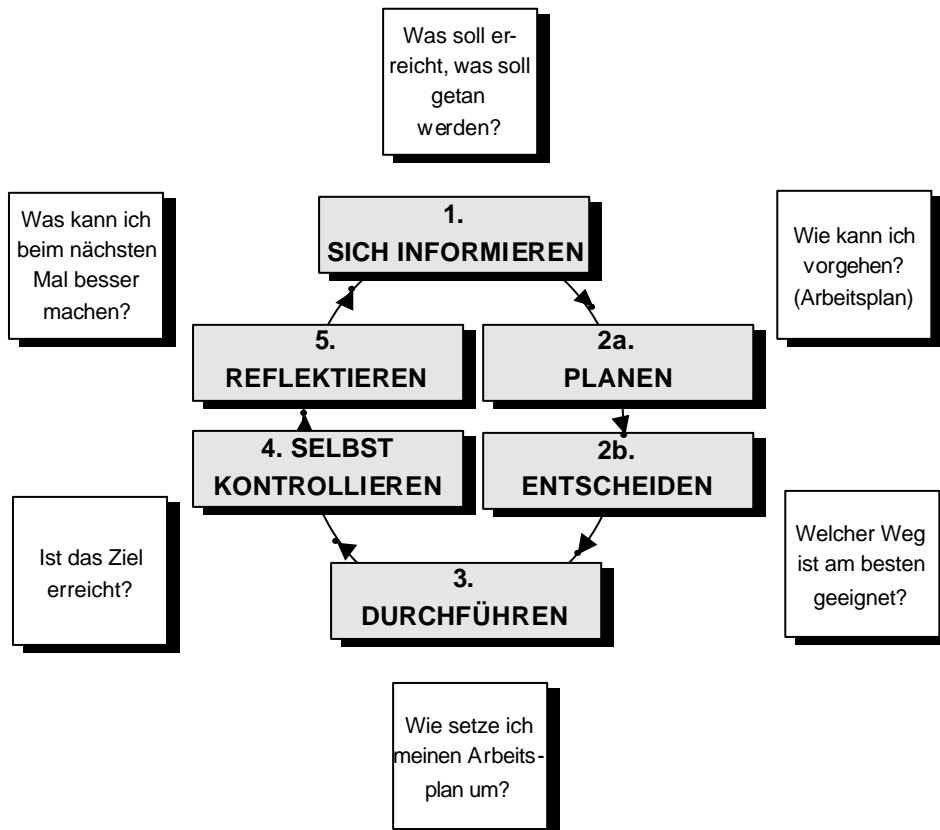 Was soll er-
reicht, was soll
getan
werden?
1.
SICH INFORMIEREN
Was kann ich
beim nächsten
Mal besser
machen?
Wie kann ich
vorgehen?
(Arbeitsplan)
5.
REFLEKTIEREN
2a.
PLANEN
4. SELBST
KONTROLLIEREN
2b.
ENTSCHEIDEN
Ist das Ziel
erreicht?
Welcher Weg
ist am besten
geeignet?
3.
DURCHFÜHREN
Wie setze ich
meinen Arbeits-
plan um?